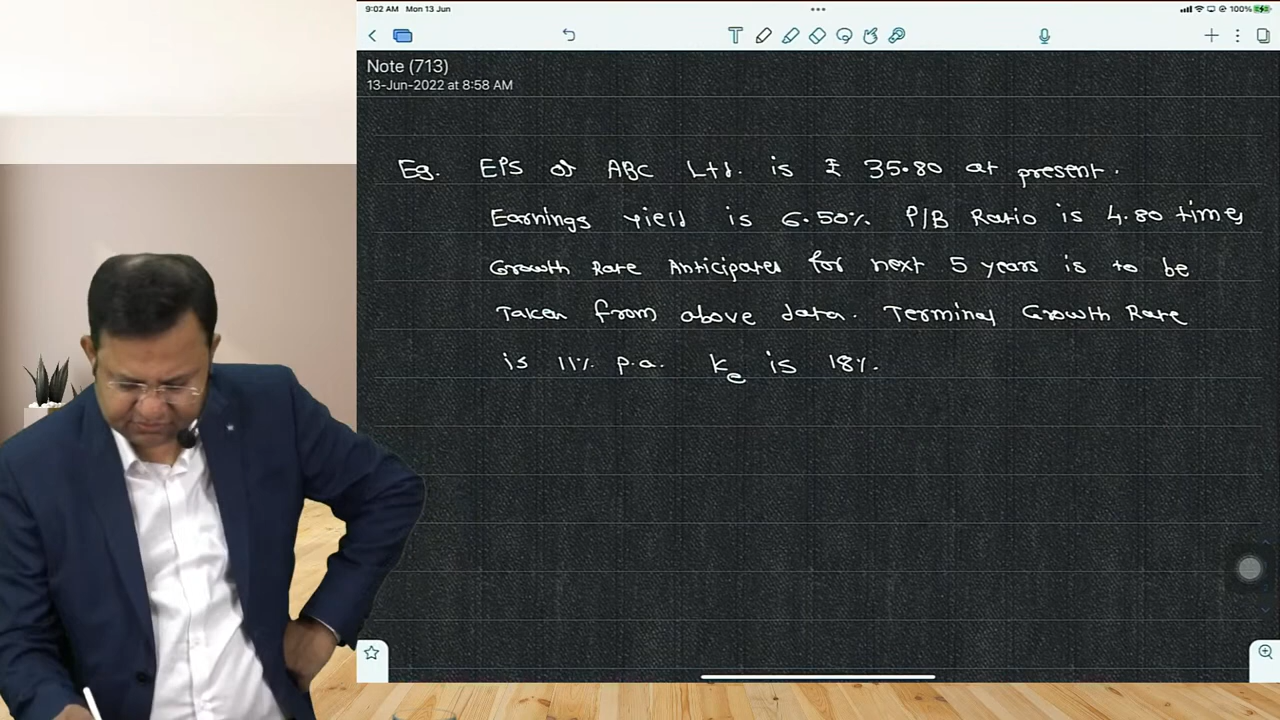 9:02 AM Mon 13 Jun
100%
Note (713)
13-Jun-2022 at 8:58 AM
Eg. EPS of ABC Ltd. is ₹ 35.80 at present.
Earnings yield is 6.50% P/B Ratio is 4.80 times
Growth Rate Anticipated for next 5 years is to be
Taken from above data. Terminal Growth Rate
is 11% p.a. Ke is 18%.